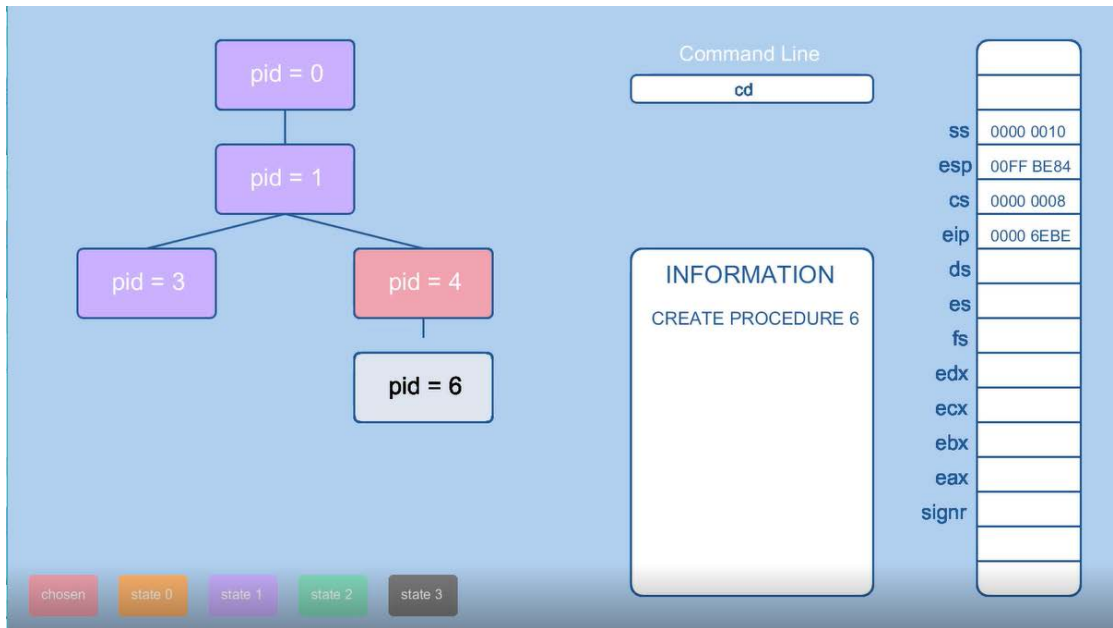 pid = 0
pid = 1
pid = 3
pid = 4
pid = 6
Command Line
cd
INFORMATION
CREATE PROCEDURE 6
ss 0000 0010
esp 00FF BE84
cs 0000 0008
eip 0000 6EBE
ds
es
fs
edx
ecx
ebx
eax
signr
chosen
state 0
state 1
state 2
state 3